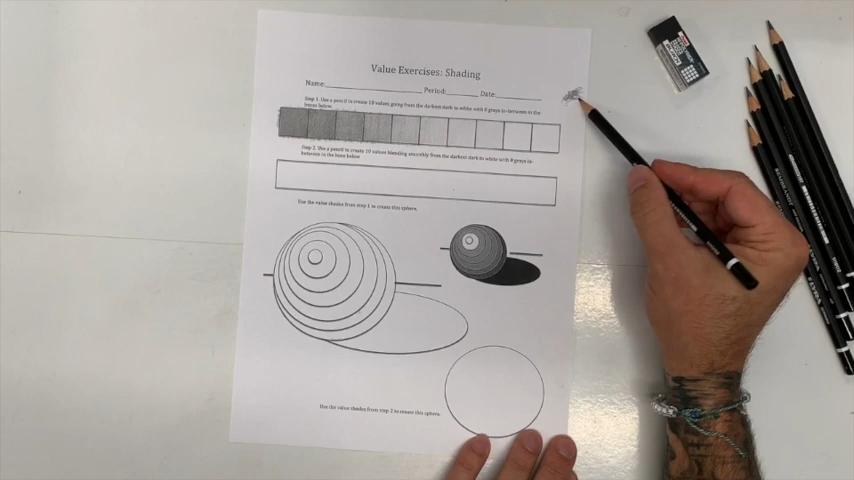 Value Exercises: Shading
Name: Period: Date:
Step 1. Use a pencil to create 10 values going from the darkest dark to white with 8 grays in-between in the
boxes below.
Step 2. Use a pencil to create 10 values blending smoothly from the darkest dark to white with 8 grays in-
between in the boxe below
Use the value shades from step 1 to create this sphere.
Use the value shades from step 2 to create this sphere.